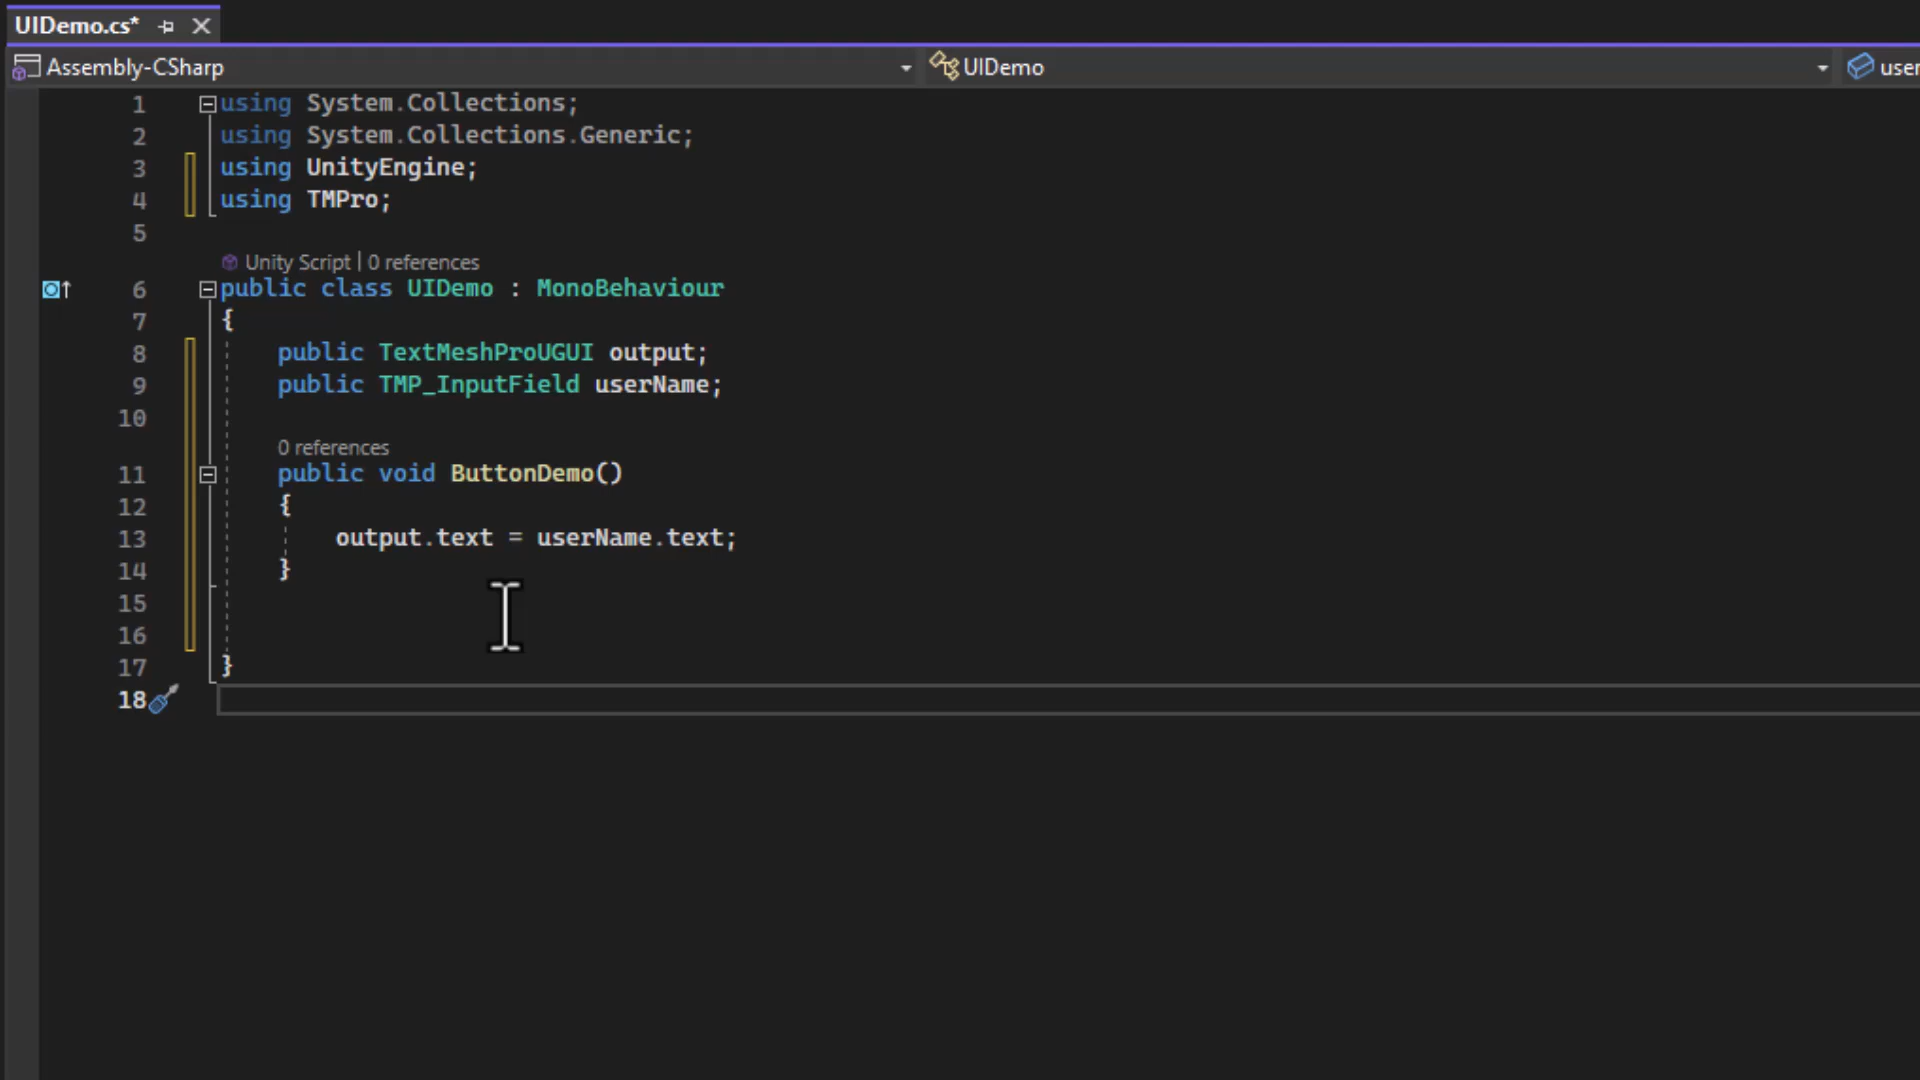 UIDemo.cs*
Assembly-CSharp UIDemo user
1 using System.Collections;
2 using System.Collections.Generic;
3 using UnityEngine;
4 using TMPro;
5
Unity Script | 0 references
6 public class UIDemo : MonoBehaviour
7 {
8 public TextMeshProUGUI output;
9 public TMP_InputField userName;
10
0 references
11 public void ButtonDemo()
12 {
13 output.text = userName.text;
14 }
15
16
17 }
18